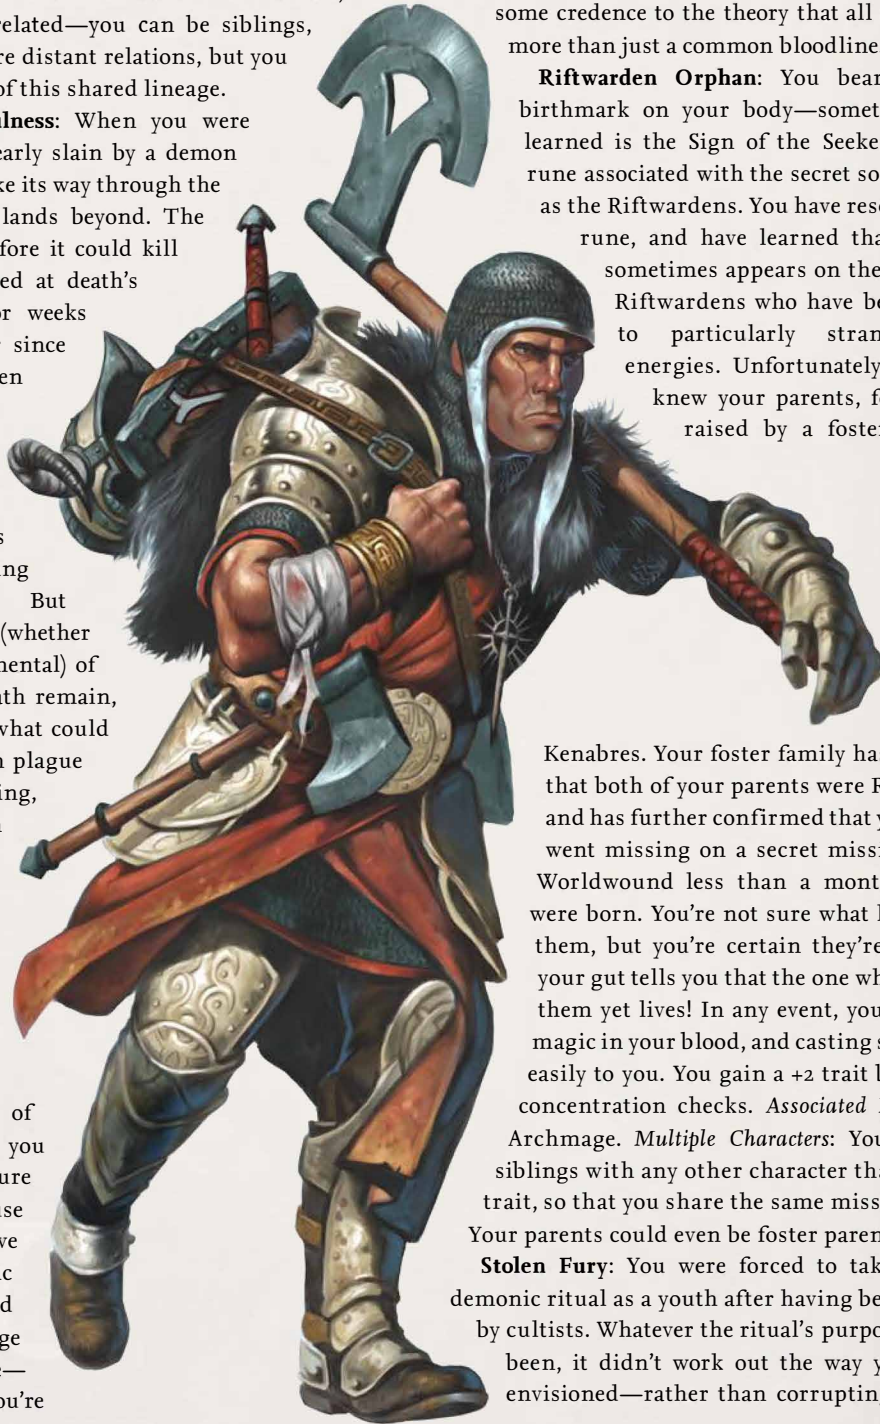 related—you can be siblings,
re distant relations, but you
of this shared lineage.
lness: When you were
early slain by a demon
ke its way through the
lands beyond. The
fore it could kill
ed at death's
or weeks
since
en
s
ng
But
(whether
mental) of
ath remain,
what could
n plague
ing,
of
you
ure
use
ve
ic
d
ge
e—
ou're
some credence to the theory that all
more than just a common bloodline
Riftwarden Orphan: You bear
birthmark on your body—somet
learned is the Sign of the Seeke
rune associated with the secret so
as the Riftwardens. You have rese
rune, and have learned tha
sometimes appears on the
Riftwardens who have be
to particularly stran
energies. Unfortunately
knew your parents, f
raised by a foster
Kenabres. Your foster family ha
that both of your parents were R
and has further confirmed that y
went missing on a secret missi
Worldwound less than a mont
were born. You're not sure what
them, but you're certain they're
your gut tells you that the one wh
them yet lives! In any event, you
magic in your blood, and casting s
easily to you. You gain a +2 trait
concentration checks. Associated
Archmage. Multiple Characters: You
siblings with any other character tha
trait, so that you share the same miss
Your parents could even be foster paren
Stolen Fury: You were forced to tak
demonic ritual as a youth after having be
by cultists. Whatever the ritual's purpo
been, it didn't work out the way y
envisioned—rather than corruptin